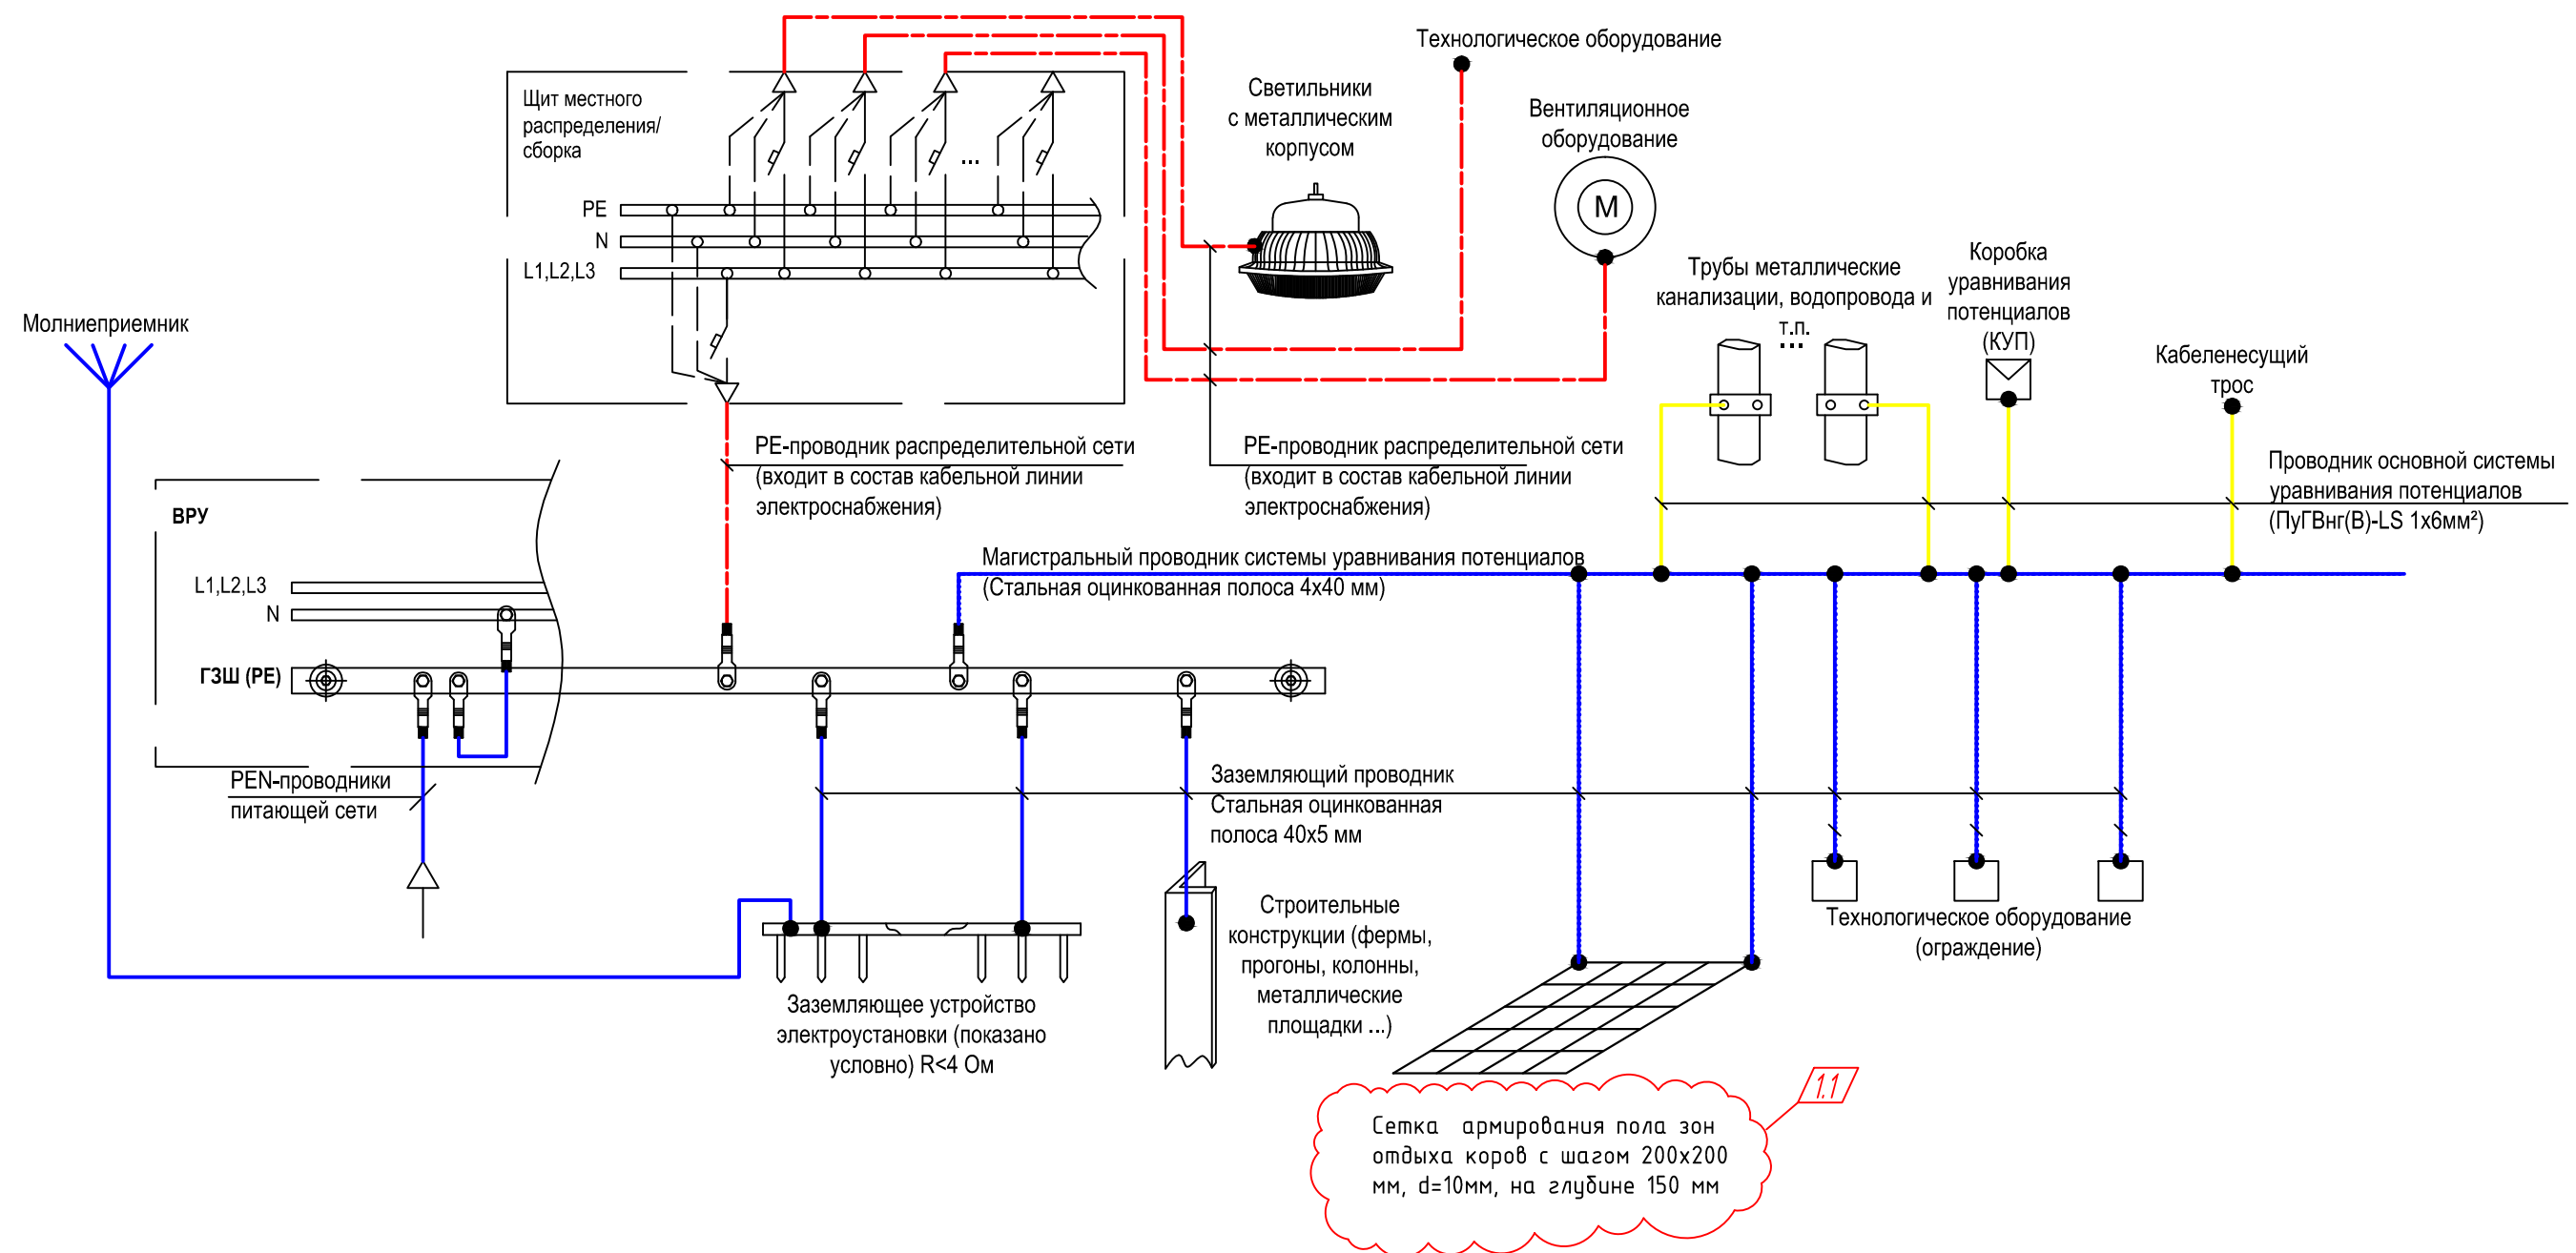 Технологическое оборудование
Светильники
с металлическим
корпусом
Вентиляционное
оборудование
M
Щит местного
распределения/
сборка
...
PE
N
L1,L2,L3
Молниеприемник
Трубы металлические
канализации, водопровода и
т.п.
...
Коробка
уравнивания
потенциалов
(КУП)
Кабеленесущий
трос
PE-проводник распределительной сети
(входит в состав кабельной линии
электроснабжения)
PE-проводник распределительной сети
(входит в состав кабельной линии
электроснабжения)
Проводник основной системы
уравнивания потенциалов
(ПуГВнг(В)-LS 1х6мм²)
ВРУ
L1,L2,L3
N
ГЗШ (PE)
Магистральный проводник системы уравнивания потенциалов
(Стальная оцинкованная полоса 4х40 мм)
PEN-проводники
питающей сети
Заземляющий проводник
Стальная оцинкованная
полоса 40х5 мм
Строительные
конструкции (фермы,
прогоны, колонны,
металлические
площадки ...)
Технологическое оборудование
(ограждение)
Заземляющее устройство
электроустановки (показано
условно) R<4 Ом
1.1
Сетка армирования пола зон
отдыха коров с шагом 200х200
мм, d=10мм, на глубине 150 мм